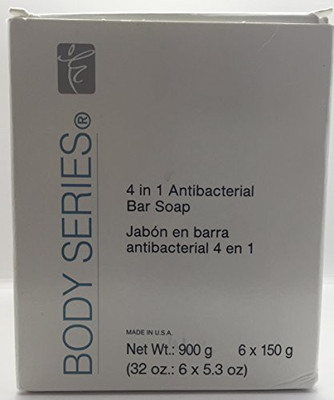 BODY SERIES®
4 in 1 Antibacterial
Bar Soap
Jabón en barra
antibacterial 4 en 1
MADE IN U.S.A.
Net Wt.: 900 g 6 x 150 g
(32 oz.: 6 x 5.3 oz)